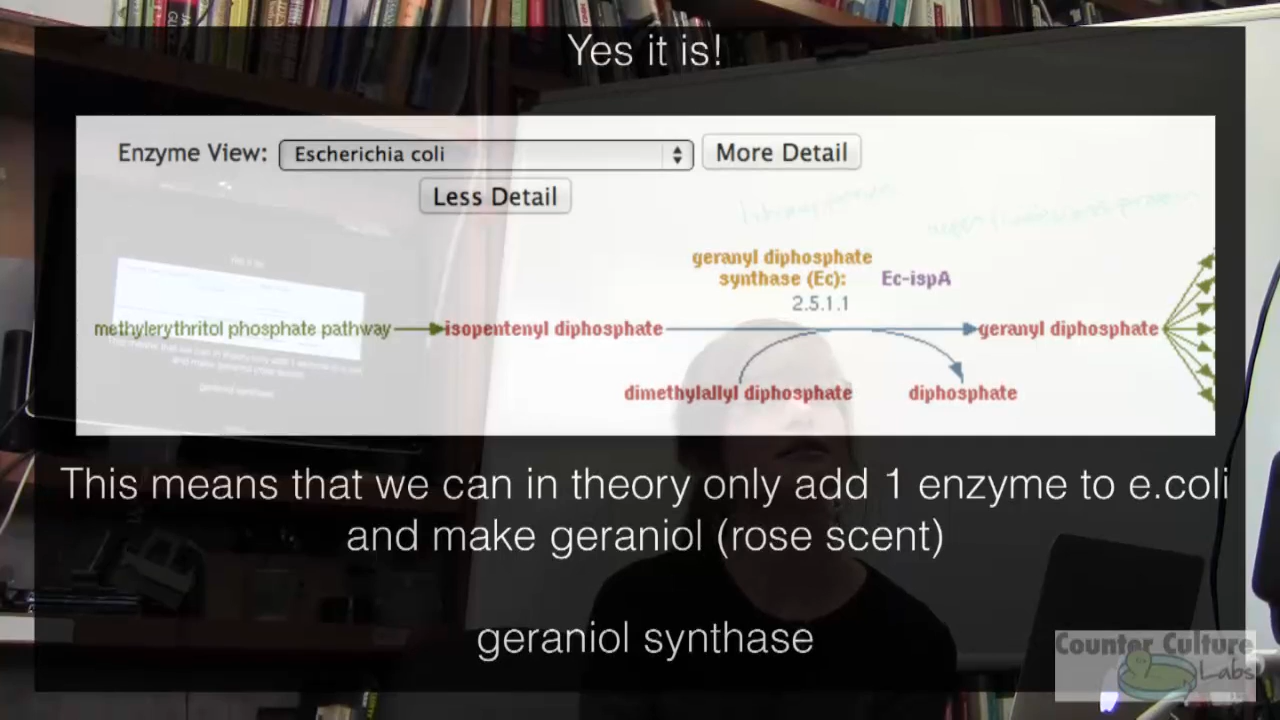 Yes it is!
Enzyme View: Escherichia coli More Detail
Less Detail
geranyl diphosphate
synthase (Ec): Ec-ispA
2.5.1.1
methylerythritol phosphate pathway isopentenyl diphosphate geranyl diphosphate
dimethylallyl diphosphate diphosphate
This means that we can in theory only add 1 enzyme to e.coli
and make geraniol (rose scent)
geraniol synthase
Counter Culture
Labs